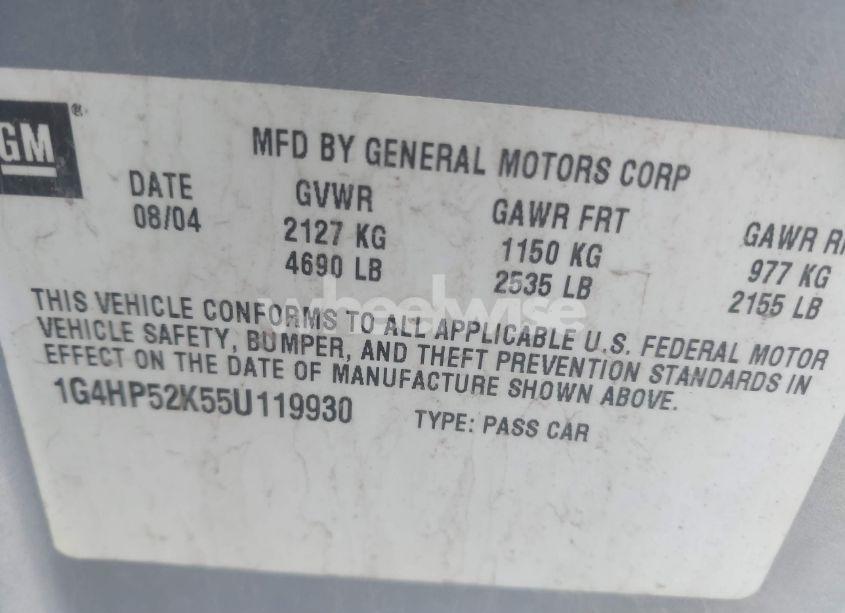 GM®
MFD BY GENERAL MOTORS CORP
DATE GVWR GAWR FRT GAWR R
08/04 2127 KG 1150 KG 977 KG
4690 LB 2535 LB 2155 LB
THIS VEHICLE CONFORMS TO ALL APPLICABLE U.S. FEDERAL MOTOR
VEHICLE SAFETY, BUMPER, AND THEFT PREVENTION STANDARDS IN
EFFECT ON THE DATE OF MANUFACTURE SHOWN ABOVE.
1G4HP52K55U119930 TYPE: PASS CAR
wheelwise